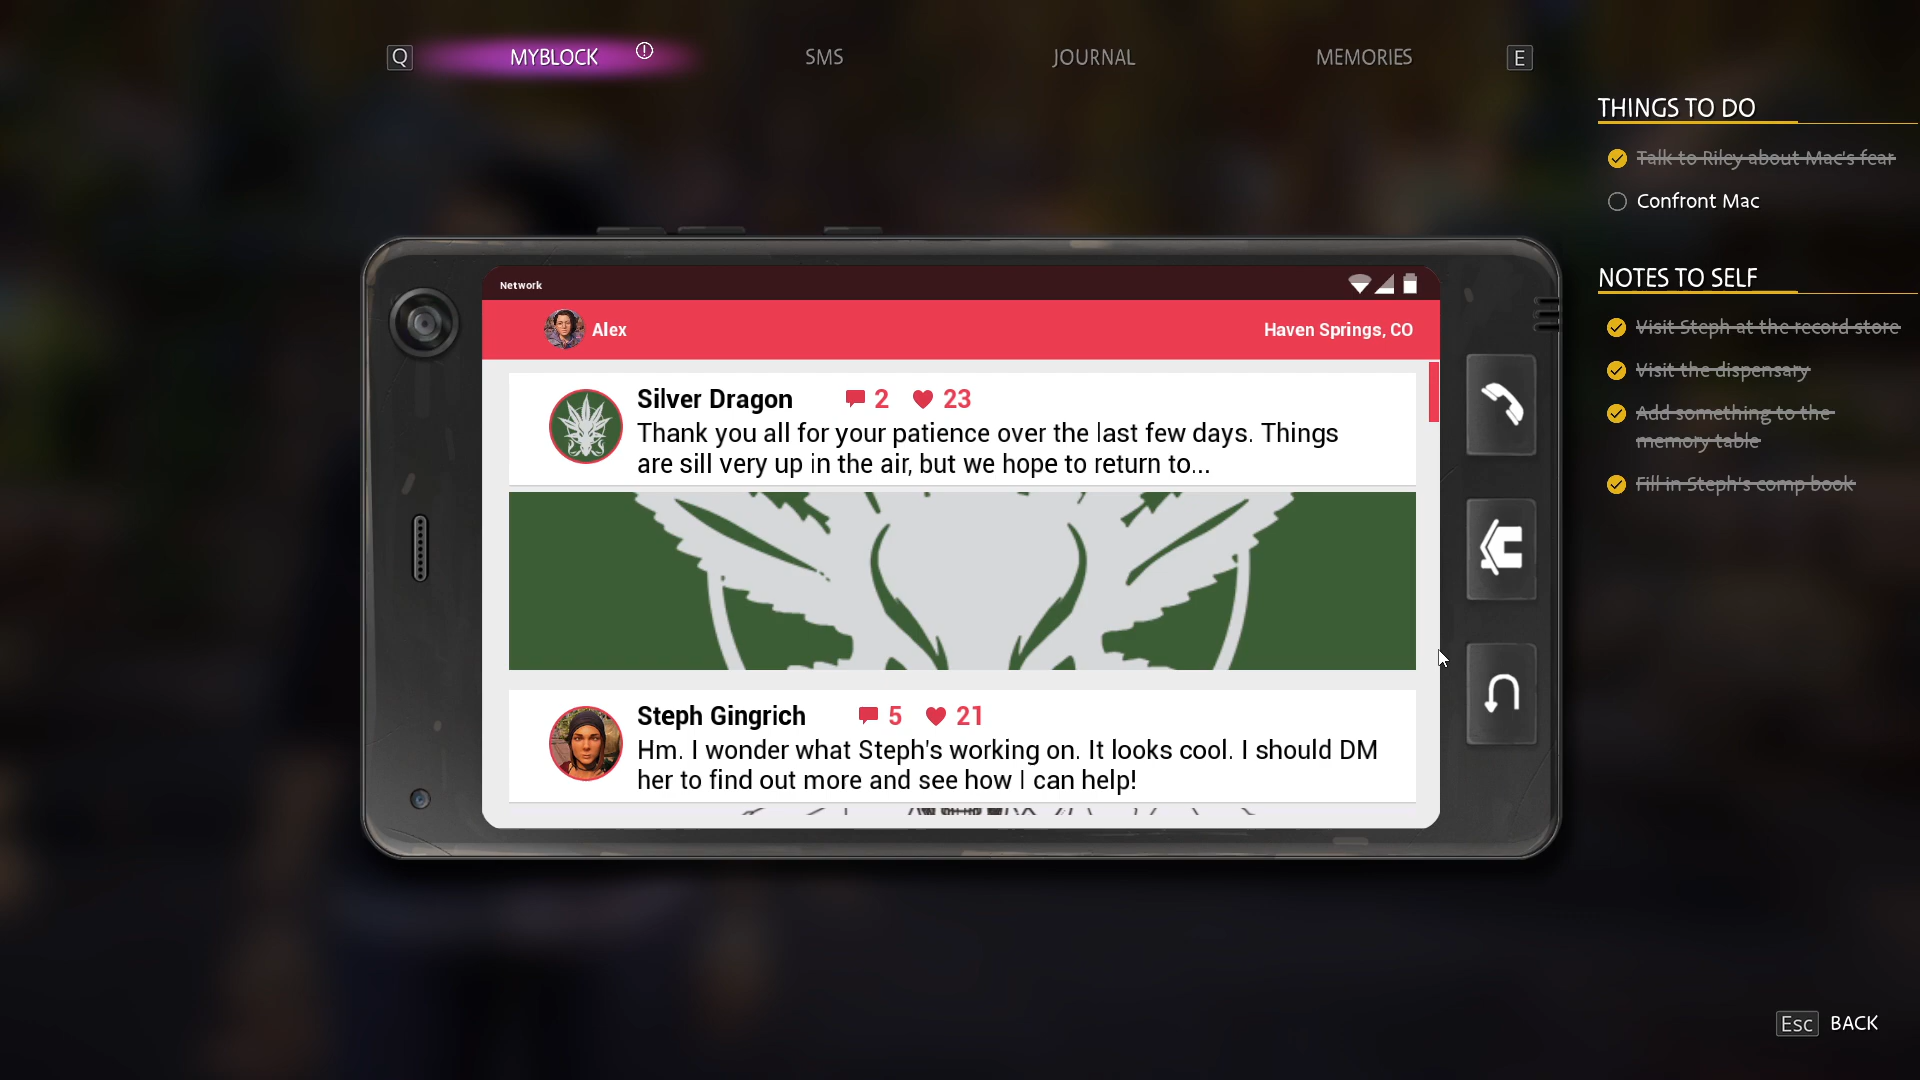 Q MYBLOCK SMS JOURNAL MEMORIES E
THINGS TO DO
Talk to Riley about Mac's fear
Confront Mac
NOTES TO SELF
Visit Steph at the record store
Visit the dispensary
Add something to the
memory table
Fill in Steph's comp book
Network
Alex Haven Springs, CO
Silver Dragon 2 23
Thank you all for your patience over the last few days. Things
are sill very up in the air, but we hope to return to...
Steph Gingrich 5 21
Hm. I wonder what Steph's working on. It looks cool. I should DM
her to find out more and see how I can help!
Esc BACK